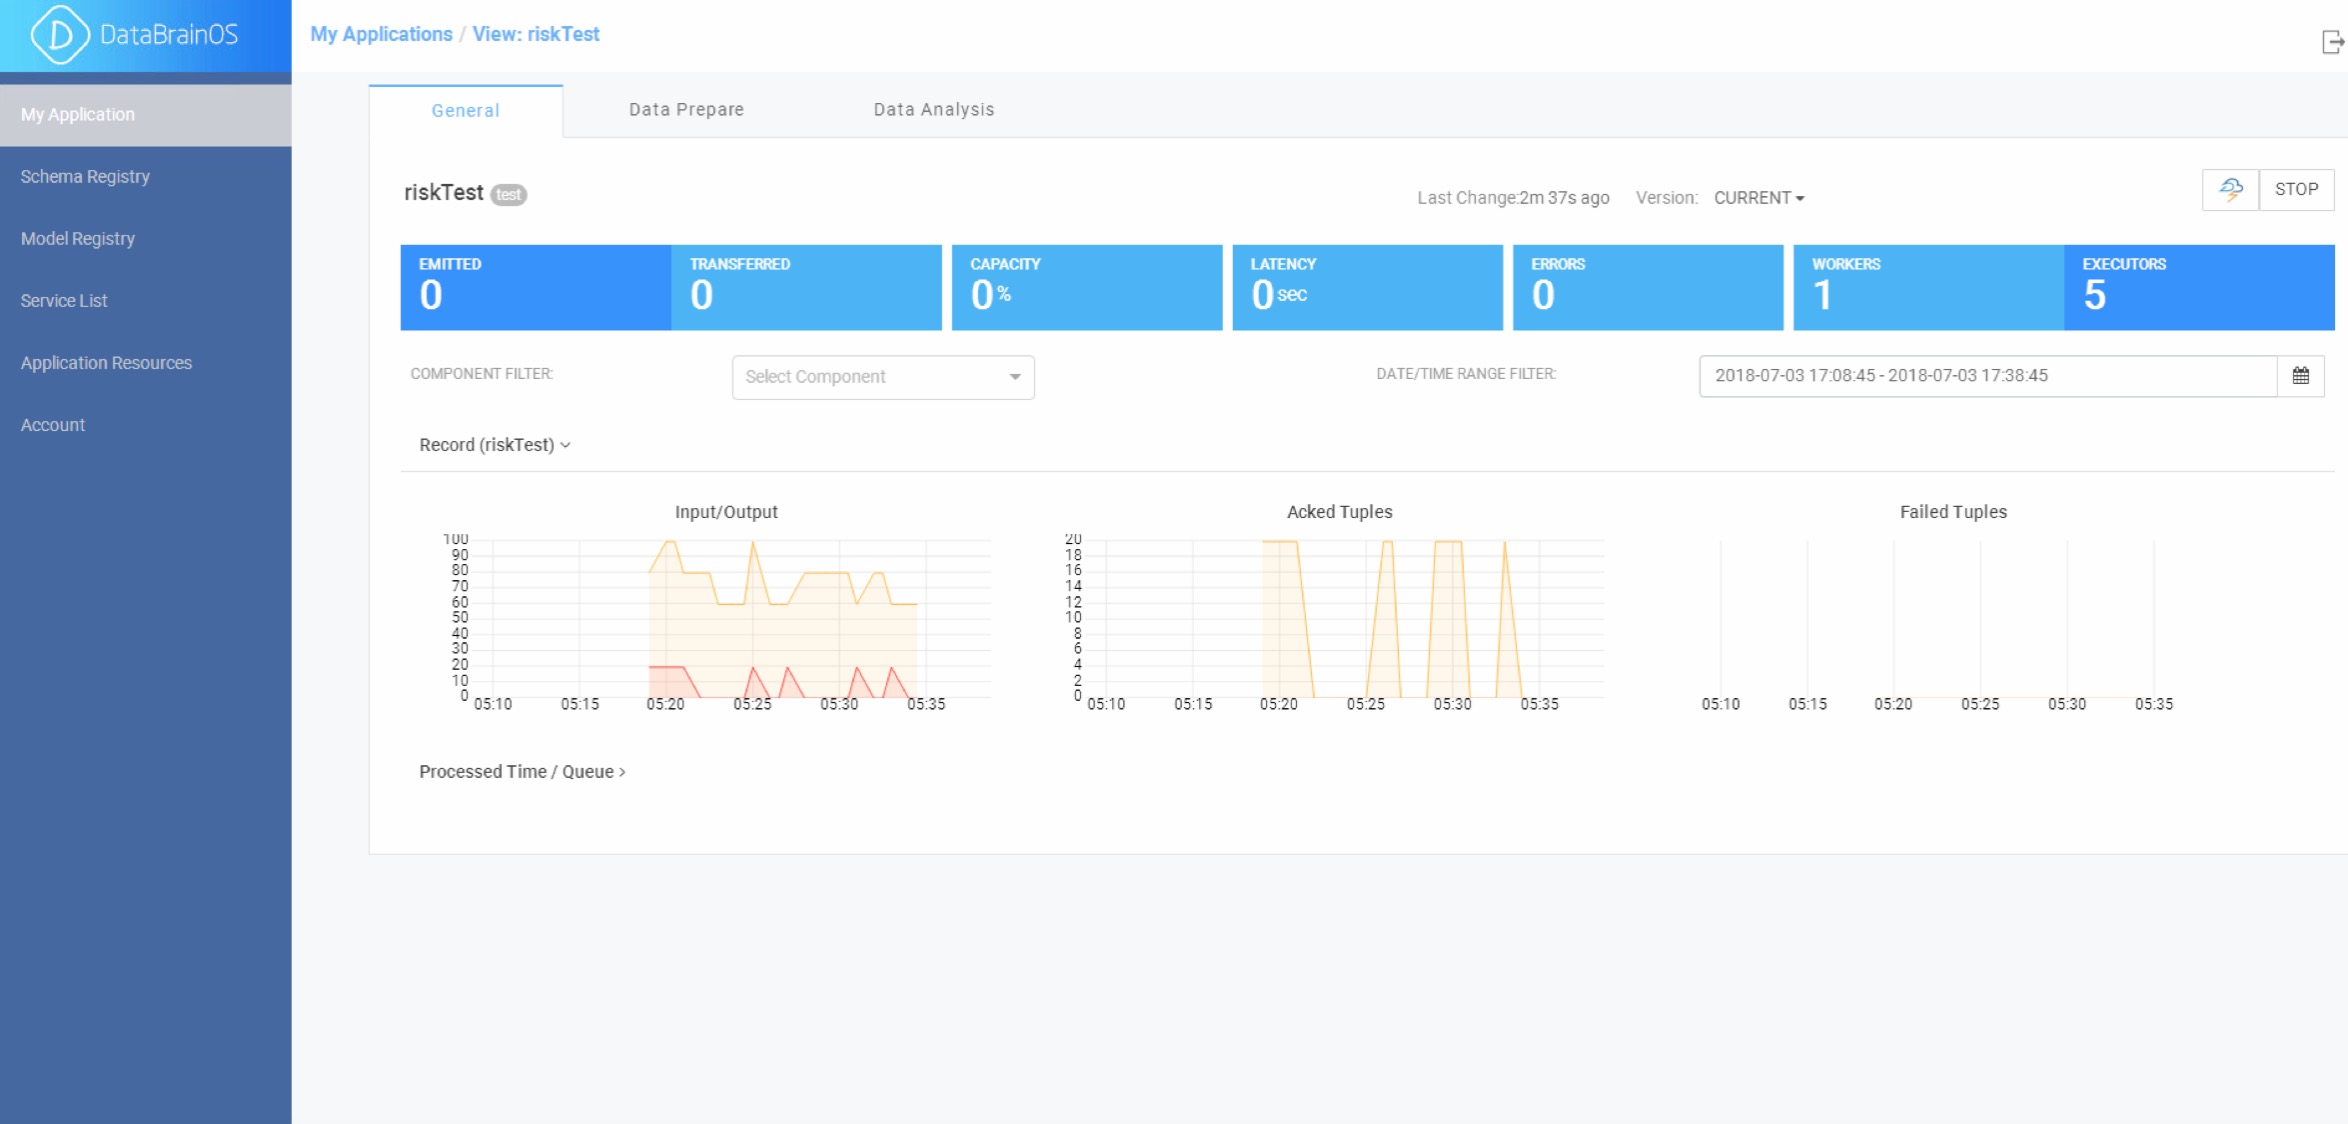 DataBrainOS
My Applications / View: riskTest
My Application
Schema Registry
Model Registry
Service List
Application Resources
Account
General
Data Prepare
Data Analysis
riskTest test
Last Change:2m 37s ago
Version: CURRENT
STOP
EMITTED
0
TRANSFERRED
0
CAPACITY
0%
LATENCY
0sec
ERRORS
0
WORKERS
1
EXECUTORS
5
COMPONENT FILTER:
Select Component
DATE/TIME RANGE FILTER:
2018-07-03 17:08:45 - 2018-07-03 17:38:45
Record (riskTest)
Input/Output
100
90
80
70
60
50
40
30
20
10
0
05:10 05:15 05:20 05:25 05:30 05:35
Acked Tuples
20
18
16
14
12
10
8
6
4
2
0
05:10 05:15 05:20 05:25 05:30 05:35
Failed Tuples
05:10 05:15 05:20 05:25 05:30 05:35
Processed Time / Queue >